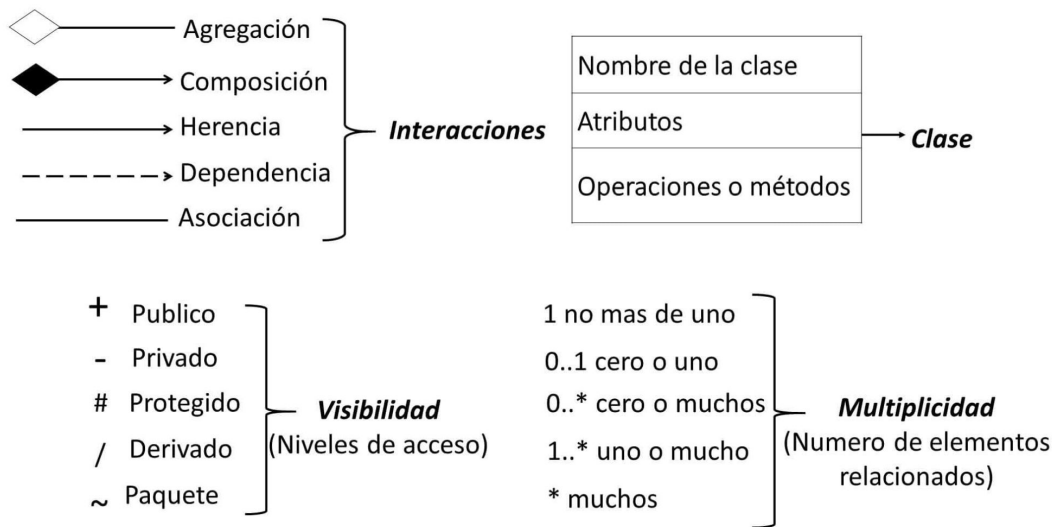 Agregación
Composición
Herencia
Dependencia
Asociación
Interacciones
Nombre de la clase
Atributos
Operaciones o métodos
Clase
+ Publico
- Privado
# Protegido
/ Derivado
~ Paquete
Visibilidad
(Niveles de acceso)
1 no mas de uno
0..1 cero o uno
0..* cero o muchos
1..* uno o mucho
* muchos
Multiplicidad
(Numero de elementos
relacionados)